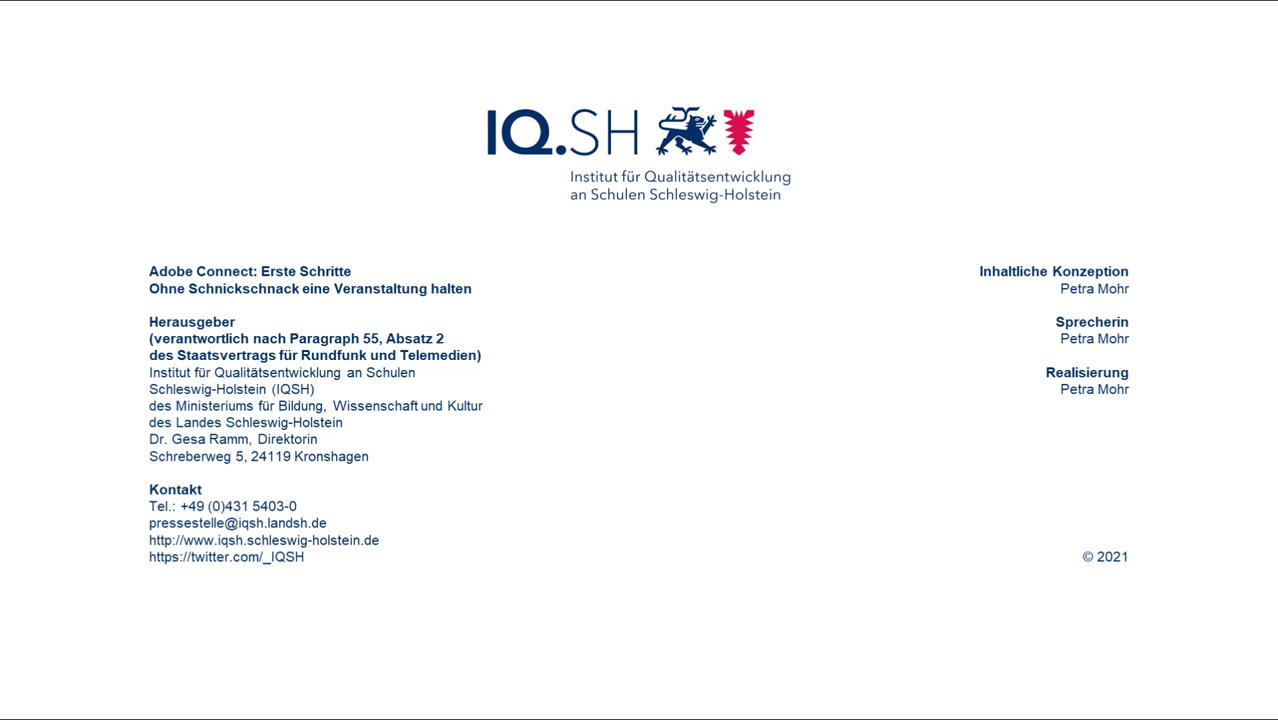 IQ.SH
Institut für Qualitätsentwicklung
an Schulen Schleswig-Holstein
Adobe Connect: Erste Schritte
Ohne Schnickschnack eine Veranstaltung halten
Herausgeber
(verantwortlich nach Paragraph 55, Absatz 2
des Staatsvertrags für Rundfunk und Telemedien)
Institut für Qualitätsentwicklung an Schulen
Schleswig-Holstein (IQSH)
des Ministeriums für Bildung, Wissenschaft und Kultur
des Landes Schleswig-Holstein
Dr. Gesa Ramm, Direktorin
Schreberweg 5, 24119 Kronshagen
Kontakt
Tel.: +49 (0)431 5403-0
pressestelle@iqsh.landsh.de
http://www.iqsh.schleswig-holstein.de
https://twitter.com/_IQSH
Inhaltliche Konzeption
Petra Mohr
Sprecherin
Petra Mohr
Realisierung
Petra Mohr
© 2021